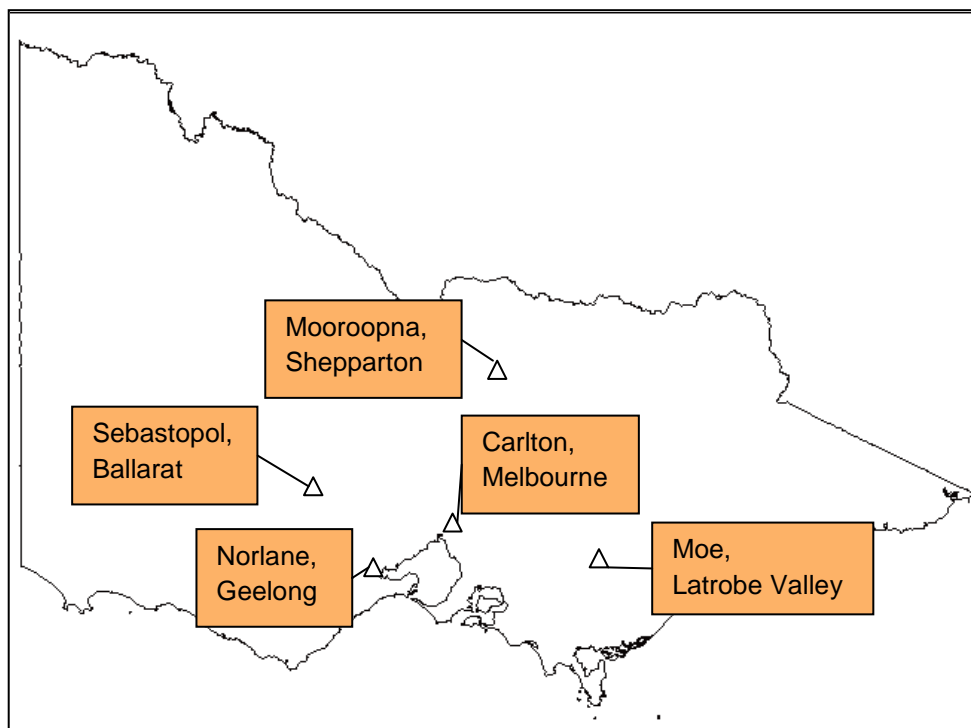 Mooroopna,
Shepparton
Sebastopol,
Ballarat
Carlton,
Melbourne
Norlane,
Geelong
Moe,
Latrobe Valley